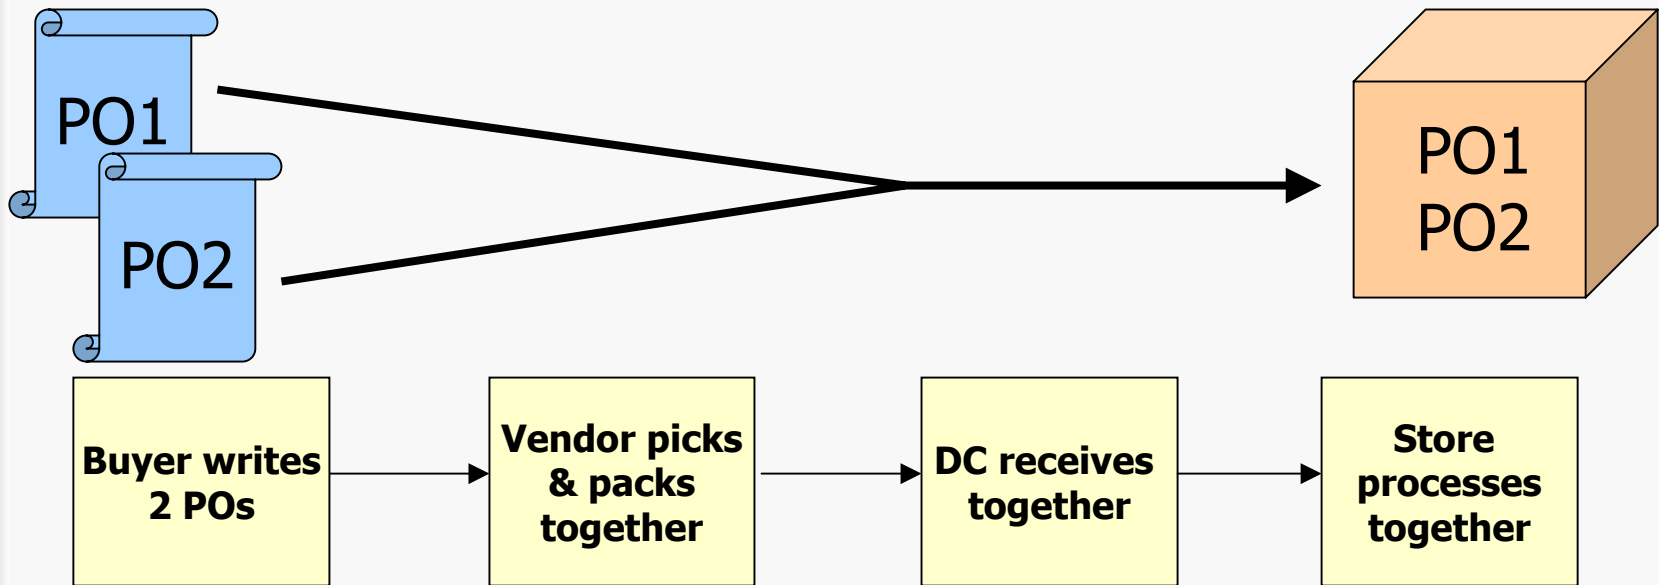 PO1
PO2
PO1
PO2
Buyer writes
2 POs
Vendor picks
& packs
together
DC receives
together
Store
processes
together